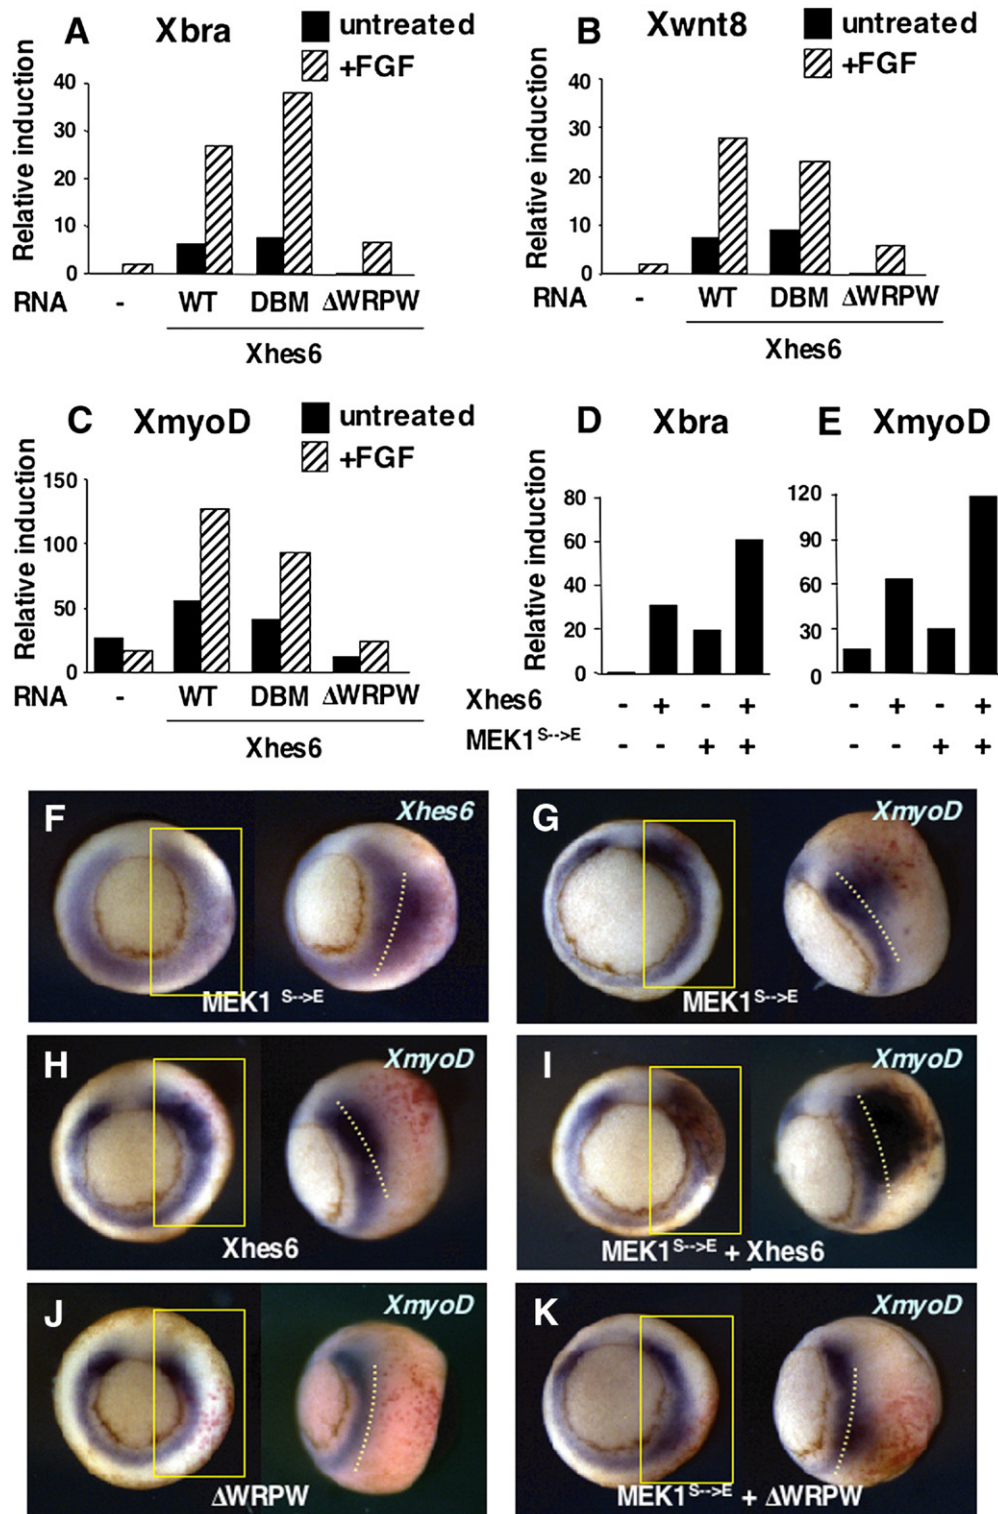 A Xbra
untreated
+FGF
Relative induction
40
30
20
10
0
RNA - WT DBM ΔWRPW
Xhes6
B Xwnt8
untreated
+FGF
Relative induction
40
30
20
10
0
RNA - WT DBM ΔWRPW
Xhes6
C XmyoD
untreated
+FGF
Relative induction
150
100
50
0
RNA - WT DBM ΔWRPW
Xhes6
D Xbra
Relative induction
80
60
40
20
0
E XmyoD
120
90
60
30
0
Xhes6 - + - + - + - +
MEK1S-->E - - + + - - + +
F Xhes6
MEK1 S-->E
G XmyoD
MEK1S-->E
H XmyoD
Xhes6
I XmyoD
MEK1S-->E + Xhes6
J XmyoD
ΔWRPW
K XmyoD
MEK1S-->E + ΔWRPW